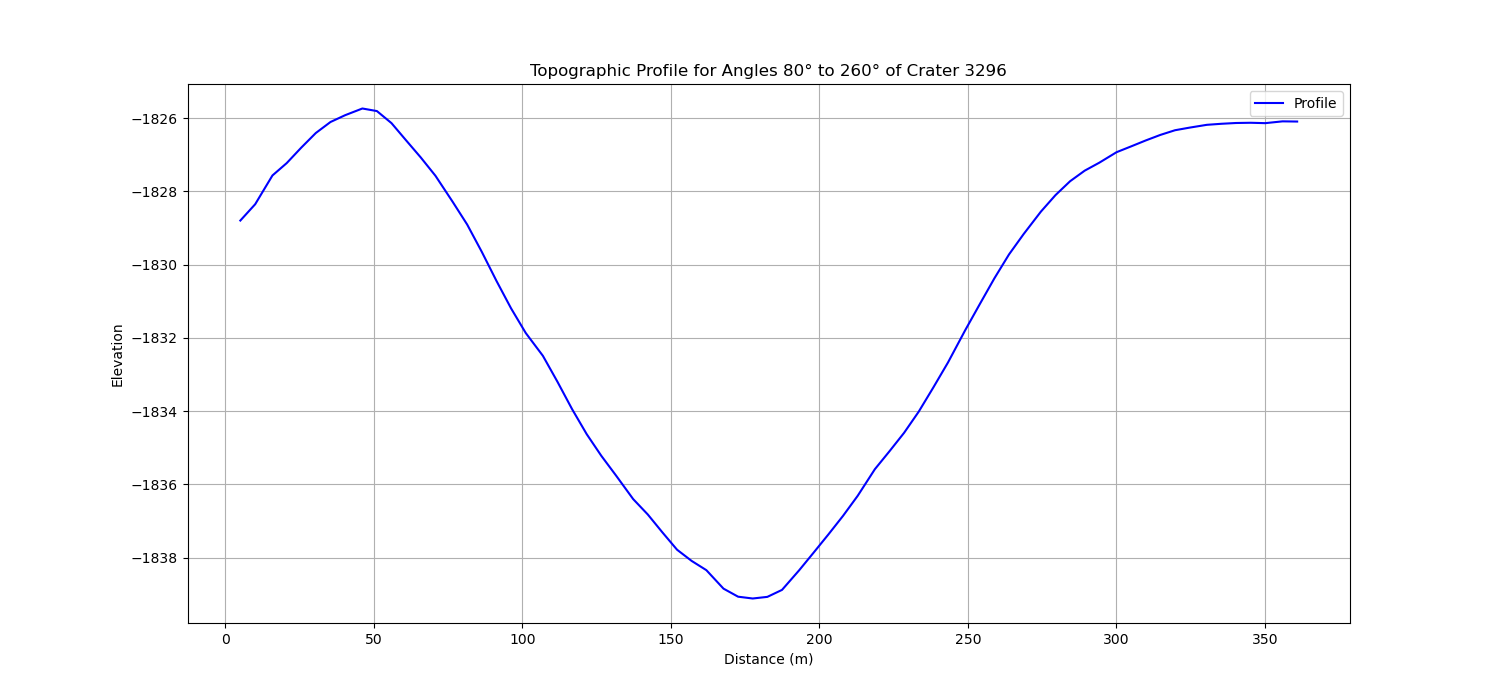 Topographic Profile for Angles 80° to 260° of Crater 3296
Profile
−1826
−1828
−1830
−1832
−1834
−1836
−1838
Elevation
0 50 100 150 200 250 300 350
Distance (m)